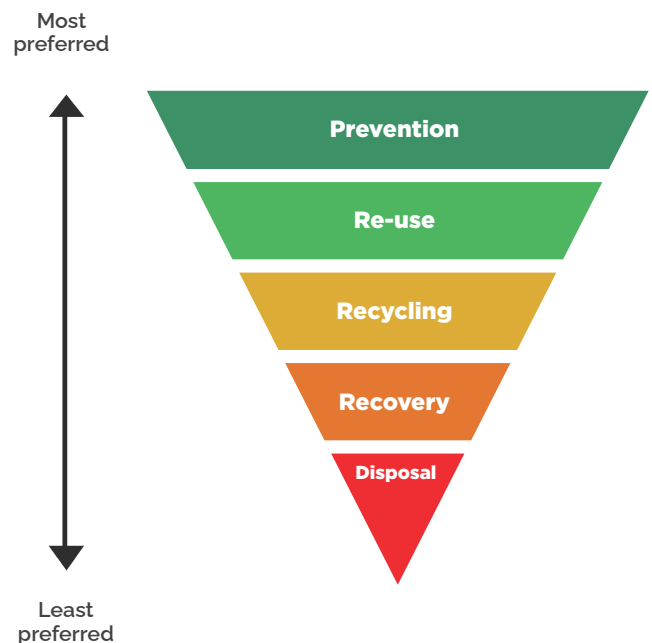 Most
preferred
Prevention
Re-use
Recycling
Recovery
Disposal
Least
preferred